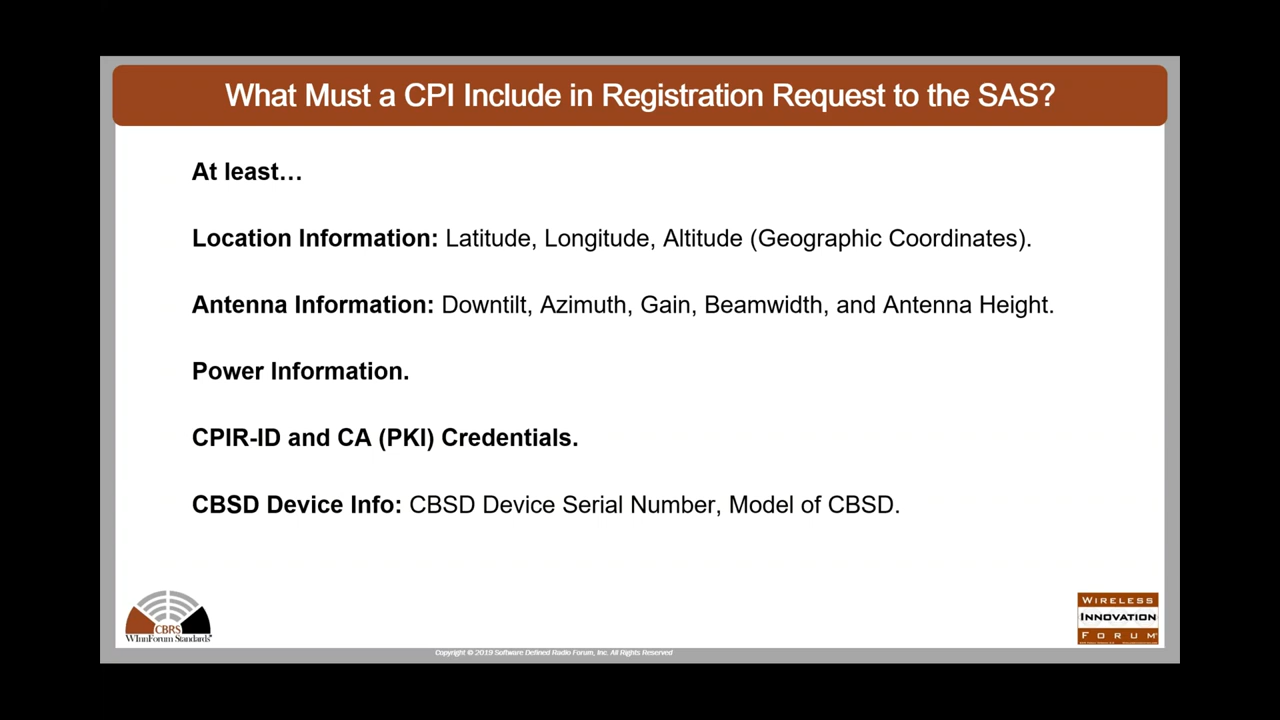 What Must a CPI Include in Registration Request to the SAS?
At least…
Location Information: Latitude, Longitude, Altitude (Geographic Coordinates).
Antenna Information: Downtilt, Azimuth, Gain, Beamwidth, and Antenna Height.
Power Information.
CPIR-ID and CA (PKI) Credentials.
CBSD Device Info: CBSD Device Serial Number, Model of CBSD.
CBRS
WInnForum Standards
WIRELESS
INNOVATION
FORUM
Copyright © 2019 Software Defined Radio Forum, Inc. All Rights Reserved